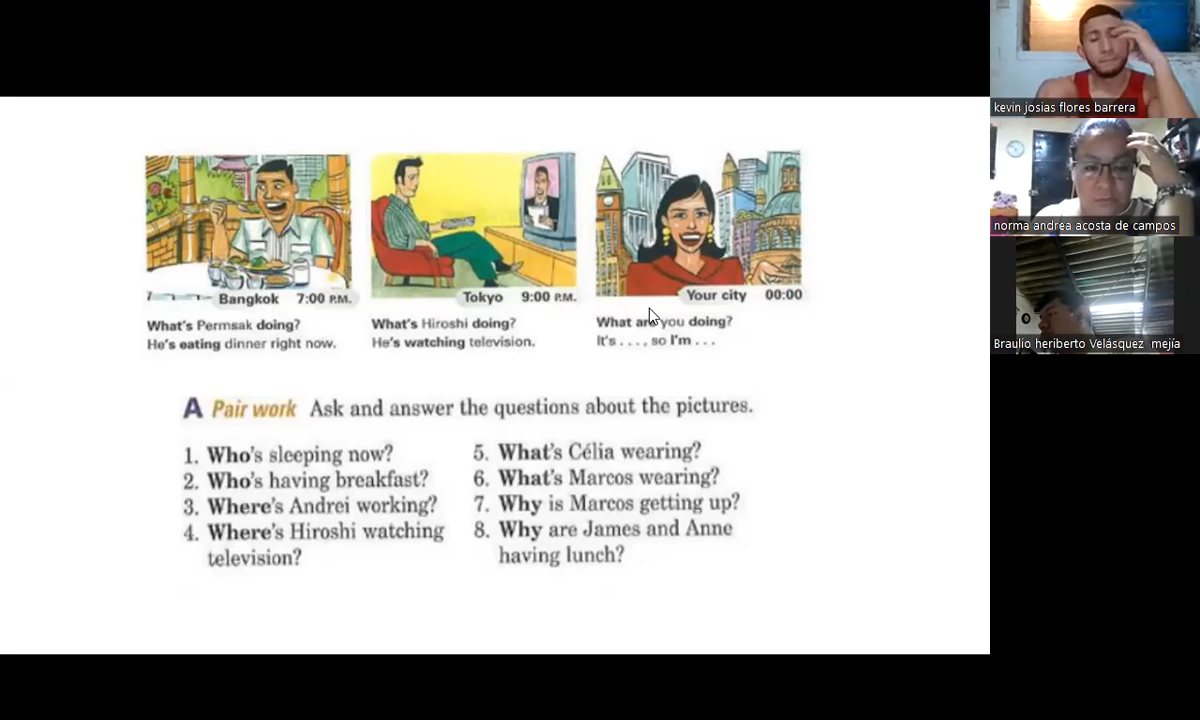 Bangkok 7:00 P.M.
What's Permsak doing?
He's eating dinner right now.
Tokyo 9:00 P.M.
What's Hiroshi doing?
He's watching television.
Your city 00:00
What are you doing?
It's . . . , so I'm . . .
A Pair work Ask and answer the questions about the pictures.
1. Who's sleeping now?
2. Who's having breakfast?
3. Where's Andrei working?
4. Where's Hiroshi watching
television?
5. What's Célia wearing?
6. What's Marcos wearing?
7. Why is Marcos getting up?
8. Why are James and Anne
having lunch?
kevin josias flores barrera
norma andrea acosta de campos
Braulio heriberto Velásquez mejía